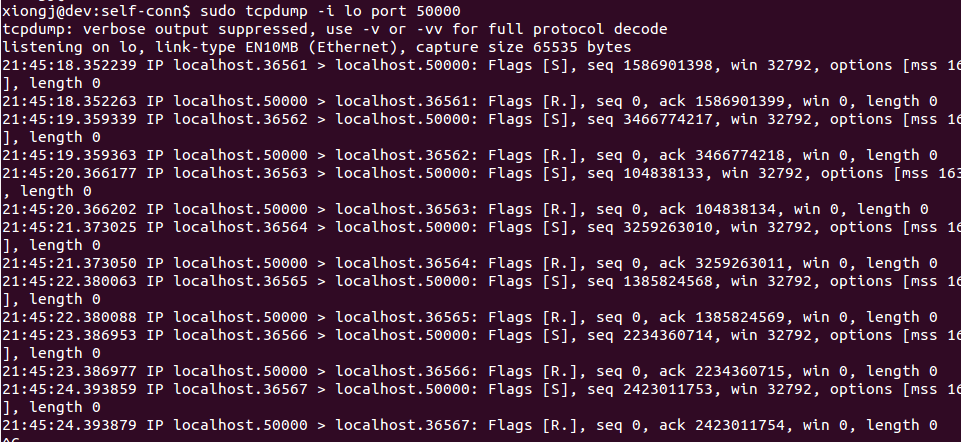 xiongj@dev:self-conn$ sudo tcpdump -i lo port 50000
tcpdump: verbose output suppressed, use -v or -vv for full protocol decode
listening on lo, link-type EN10MB (Ethernet), capture size 65535 bytes
21:45:18.352239 IP localhost.36561 > localhost.50000: Flags [S], seq 1586901398, win 32792, options [mss 16
], length 0
21:45:18.352263 IP localhost.50000 > localhost.36561: Flags [R.], seq 0, ack 1586901399, win 0, length 0
21:45:19.359339 IP localhost.36562 > localhost.50000: Flags [S], seq 3466774217, win 32792, options [mss 16
], length 0
21:45:19.359363 IP localhost.50000 > localhost.36562: Flags [R.], seq 0, ack 3466774218, win 0, length 0
21:45:20.366177 IP localhost.36563 > localhost.50000: Flags [S], seq 104838133, win 32792, options [mss 163
, length 0
21:45:20.366202 IP localhost.50000 > localhost.36563: Flags [R.], seq 0, ack 104838134, win 0, length 0
21:45:21.373025 IP localhost.36564 > localhost.50000: Flags [S], seq 3259263010, win 32792, options [mss 16
], length 0
21:45:21.373050 IP localhost.50000 > localhost.36564: Flags [R.], seq 0, ack 3259263011, win 0, length 0
21:45:22.380063 IP localhost.36565 > localhost.50000: Flags [S], seq 1385824568, win 32792, options [mss 16
], length 0
21:45:22.380088 IP localhost.50000 > localhost.36565: Flags [R.], seq 0, ack 1385824569, win 0, length 0
21:45:23.386953 IP localhost.36566 > localhost.50000: Flags [S], seq 2234360714, win 32792, options [mss 16
], length 0
21:45:23.386977 IP localhost.50000 > localhost.36566: Flags [R.], seq 0, ack 2234360715, win 0, length 0
21:45:24.393859 IP localhost.36567 > localhost.50000: Flags [S], seq 2423011753, win 32792, options [mss 16
], length 0
21:45:24.393879 IP localhost.50000 > localhost.36567: Flags [R.], seq 0, ack 2423011754, win 0, length 0